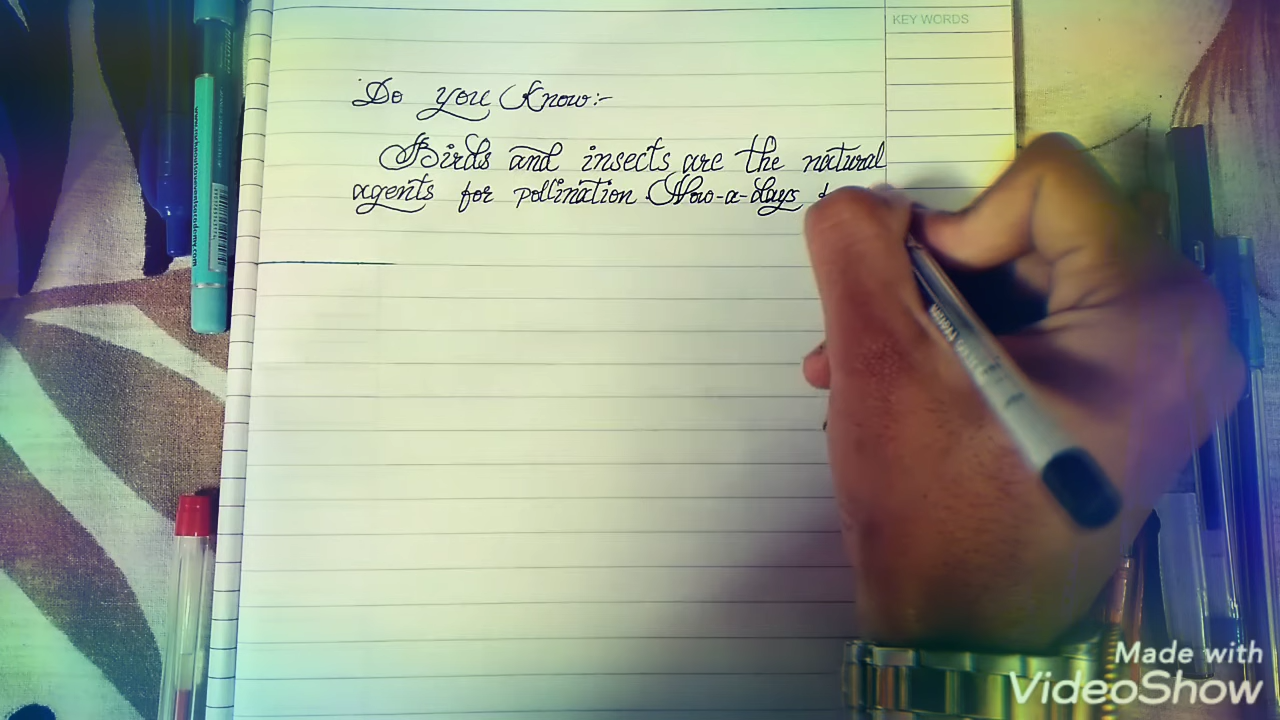 KEY WORDS
Do you Know:-
Birds and insects are the natural
agents for pollination Now-a-days
Made with
VideoShow